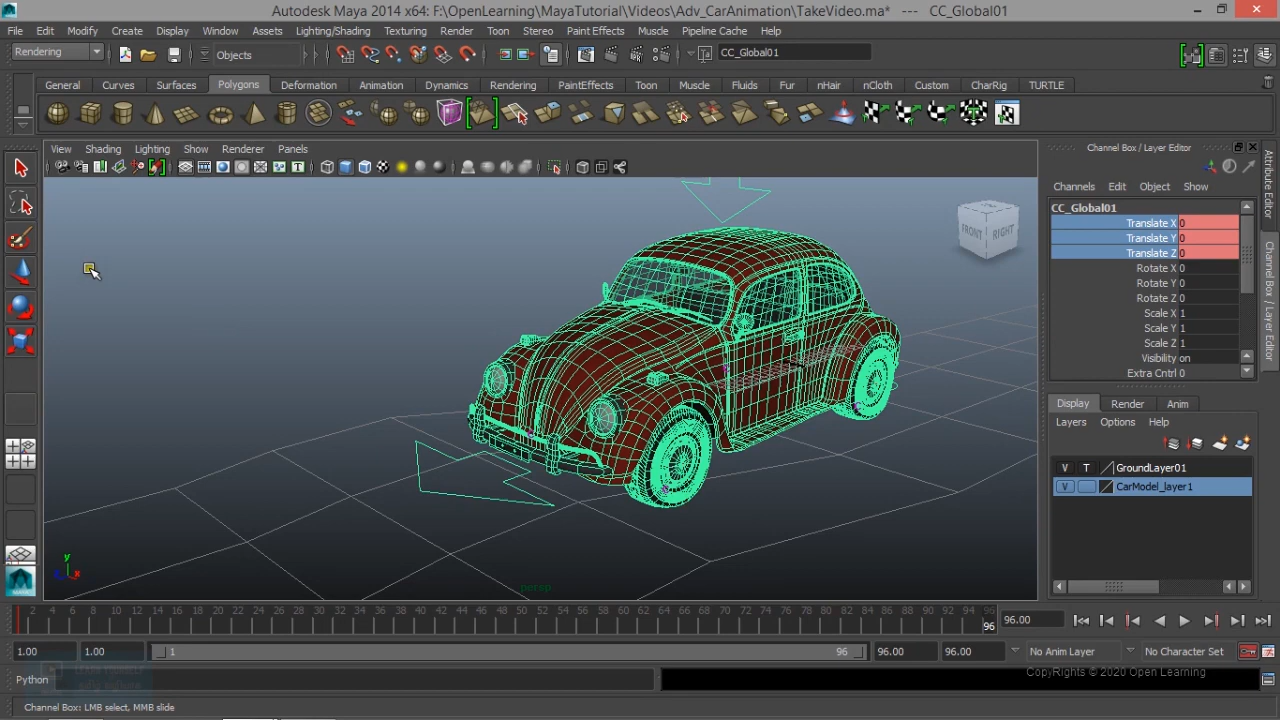 Autodesk Maya 2014 x64: F:\OpenLearning\MayaTutorial\Videos\Adv_CarAnimation\TakeVideo.ma* --- CC_Global01
File Edit Modify Create Display Window Assets Lighting/Shading Texturing Render Toon Stereo Paint Effects Muscle Pipeline Cache Help
Rendering Objects CC_Global01
General Curves Surfaces Polygons Deformation Animation Dynamics Rendering PaintEffects Toon Muscle Fluids Fur nHair nCloth Custom CharRig TURTLE
View Shading Lighting Show Renderer Panels
Channel Box / Layer Editor
Channels Edit Object Show
CC_Global01
Translate X 0
Translate Y 0
Translate Z 0
Rotate X 0
Rotate Y 0
Rotate Z 0
Scale X 1
Scale Y 1
Scale Z 1
Visibility on
Extra Cntrl 0
Attribute Editor
Channel Box / Layer Editor
FRONT RIGHT
Display Render Anim
Layers Options Help
V T GroundLayer01
V CarModel_layer1
y
x
persp
2 4 6 8 10 12 14 16 18 20 22 24 26 28 30 32 34 36 38 40 42 44 46 48 50 52 54 56 58 60 62 64 66 68 70 72 74 76 78 80 82 84 86 88 90 92 94 96
96 96.00
1.00 1.00 1 96 96.00 96.00 No Anim Layer No Character Set
CopyRights © 2020 Open Learning
Python
Channel Box: LMB select, MMB slide